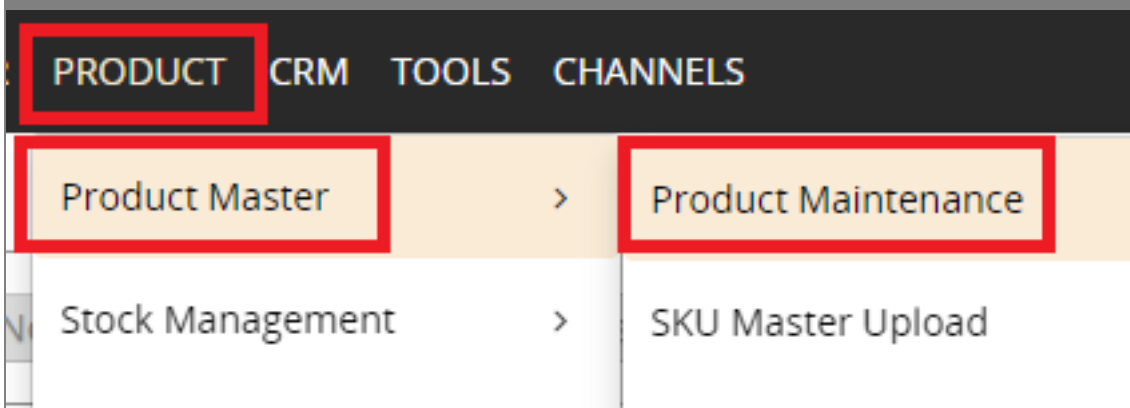 PRODUCT CRM TOOLS CHANNELS
Product Master > Product Maintenance
Stock Management > SKU Master Upload